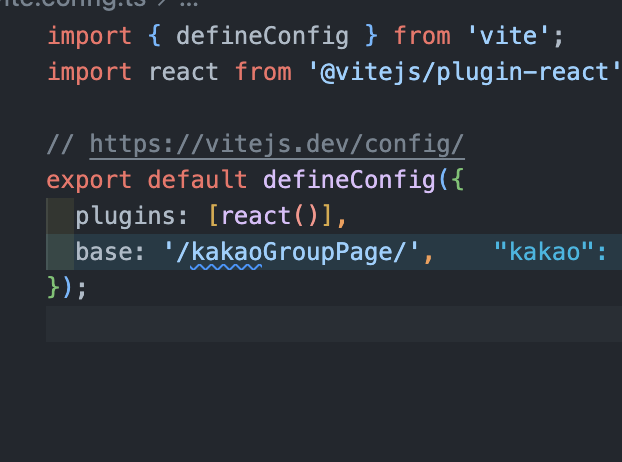 vite.config.ts > ...
import { defineConfig } from 'vite';
import react from '@vitejs/plugin-react'
// https://vitejs.dev/config/
export default defineConfig({
plugins: [react()],
base: '/kakaoGroupPage/', "kakao":
});